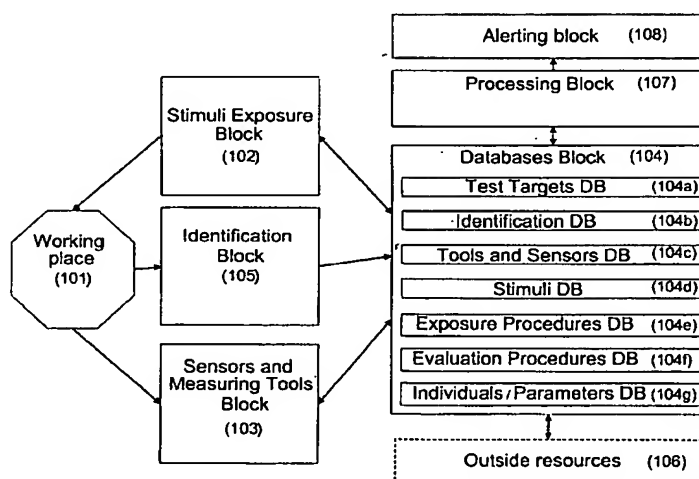 Alerting block (108)
Processing Block (107)
Stimuli Exposure
Block
(102)
Databases Block (104)
Test Targets DB (104a)
Identification DB (104b)
Tools and Sensors DB (104c)
Stimuli DB (104d)
Exposure Procedures DB (104e)
Evaluation Procedures DB (104f)
Individuals/Parameters DB (104g)
Working
place
(101)
Identification
Block
(105)
Sensors and
Measuring Tools
Block
(103)
Outside resources (106)